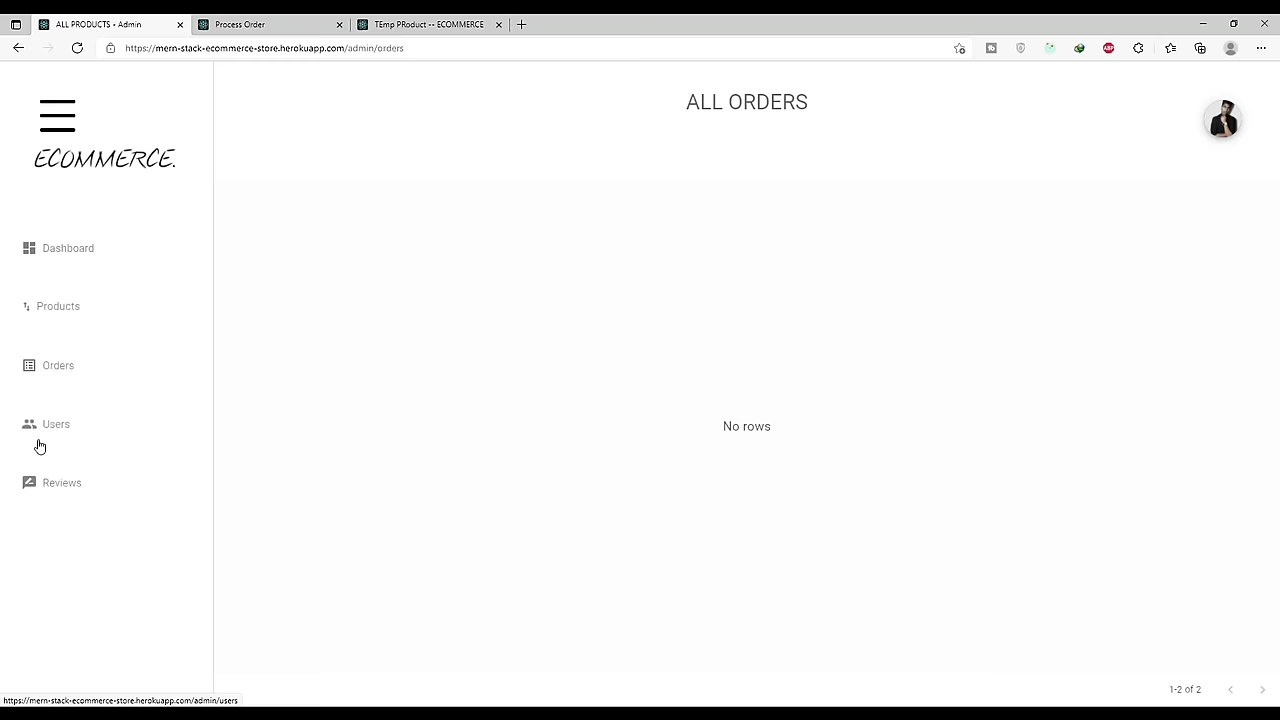 ALL PRODUCTS - Admin
Process Order
TEmp PRoduct -- ECOMMERCE
https://mern-stack-ecommerce-store.herokuapp.com/admin/orders
ABP
ECOMMERCE.
ALL ORDERS
Dashboard
Products
Orders
Users
Reviews
No rows
1-2 of 2
https://mern-stack-ecommerce-store.herokuapp.com/admin/users